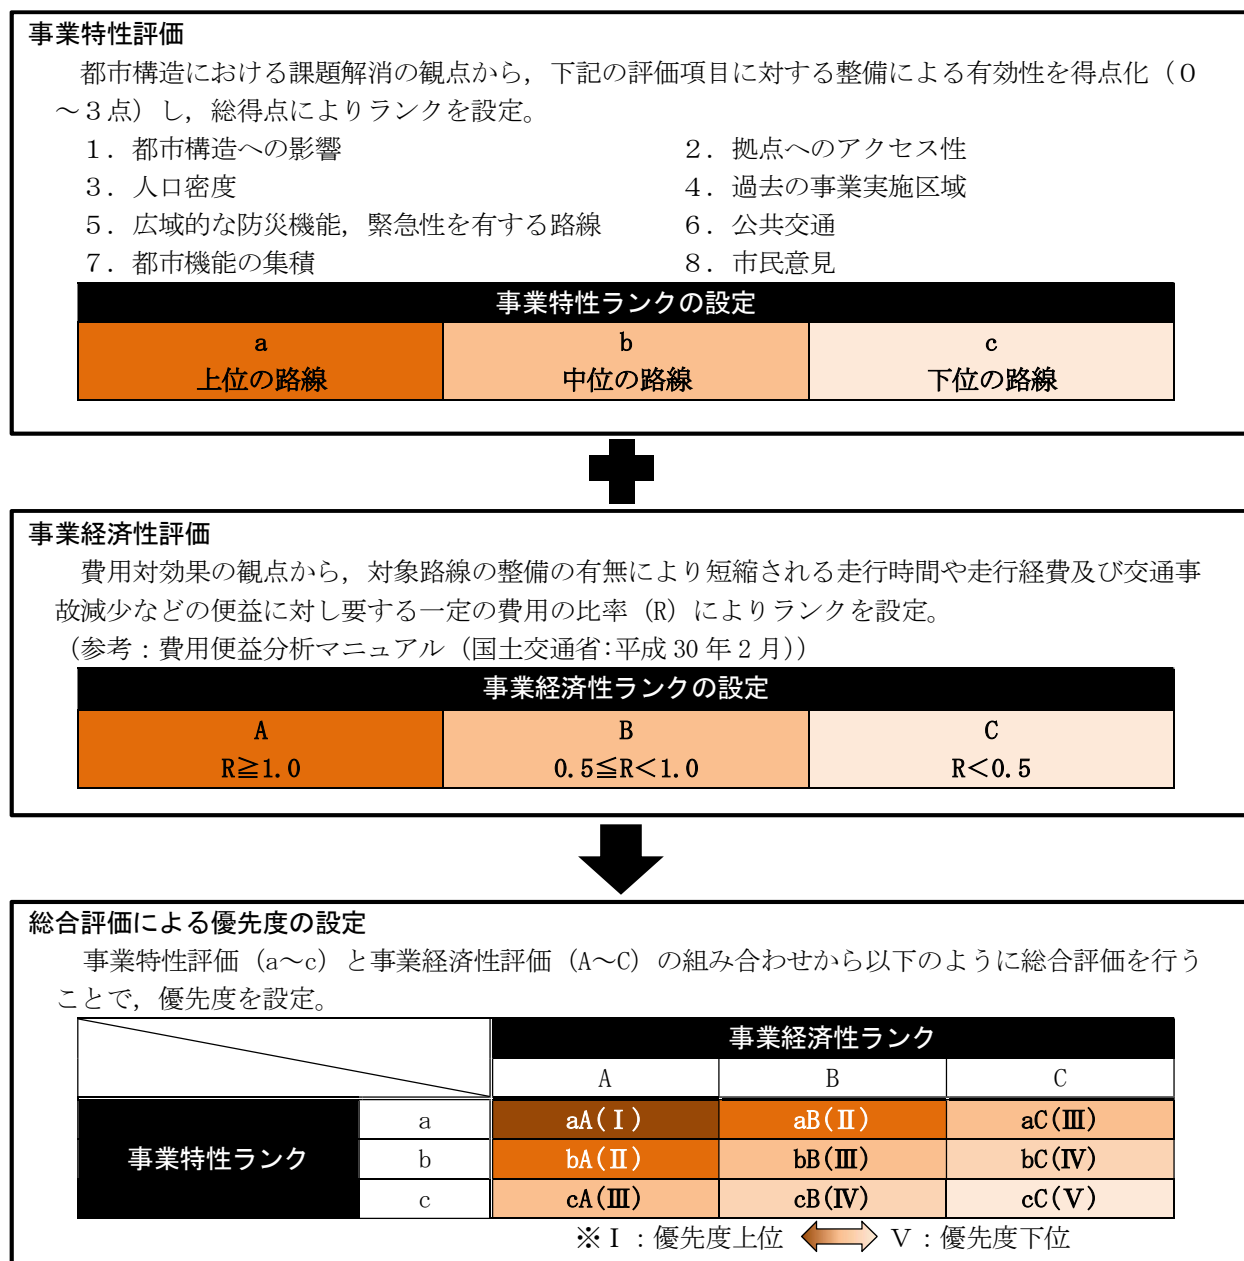 事業特性評価
都市構造における課題解消の観点から，下記の評価項目に対する整備による有効性を得点化（０
～３点）し，総得点によりランクを設定。
１．都市構造への影響　２．拠点へのアクセス性
３．人口密度　４．過去の事業実施区域
５．広域的な防災機能，緊急性を有する路線　６．公共交通
７．都市機能の集積　８．市民意見
事業特性ランクの設定
a　b　c
上位の路線　中位の路線　下位の路線
事業経済性評価
費用対効果の観点から，対象路線の整備の有無により短縮される走行時間や走行経費及び交通事
故減少などの便益に対し要する一定の費用の比率（R）によりランクを設定。
（参考：費用便益分析マニュアル（国土交通省：平成 30 年２月））
事業経済性ランクの設定
A　B　C
R≧1.0　0.5≦R＜1.0　R＜0.5
総合評価による優先度の設定
事業特性評価（a～c）と事業経済性評価（A～C）の組み合わせから以下のように総合評価を行う
ことで，優先度を設定。
事業経済性ランク
A　B　C
事業特性ランク
a　aA(Ⅰ)　aB(Ⅱ)　aC(Ⅲ)
b　bA(Ⅱ)　bB(Ⅲ)　bC(Ⅳ)
c　cA(Ⅲ)　cB(Ⅳ)　cC(Ⅴ)
※Ⅰ：優先度上位　Ⅴ：優先度下位